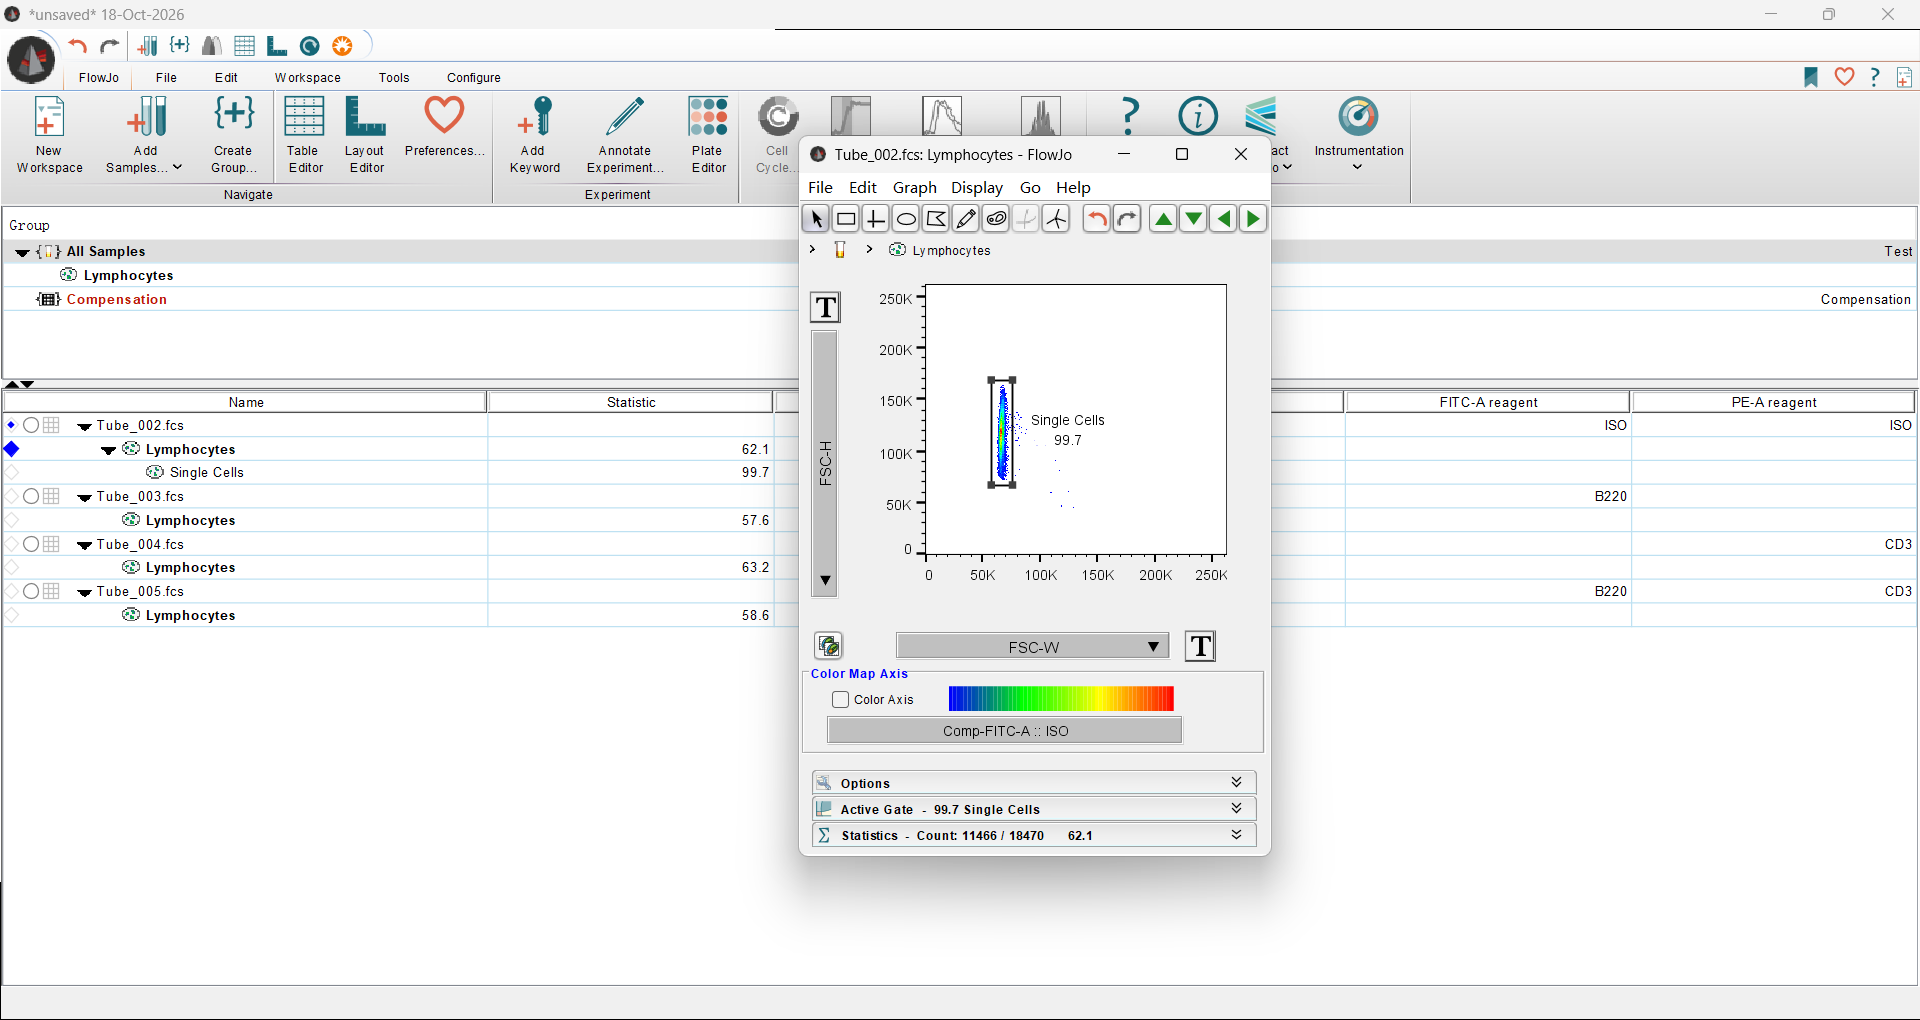 *unsaved* 18-Oct-2026
FlowJo File Edit Workspace Tools Configure
New Workspace
Add Samples...
Create Group...
Table Editor
Layout Editor
Preferences...
Add Keyword
Annotate Experiment...
Plate Editor
Cell Cycle...
Instrumentation
Navigate
Experiment
Group
All Samples
Test
Lymphocytes
Compensation
Compensation
Name Statistic FITC-A reagent PE-A reagent
Tube_002.fcs ISO ISO
Lymphocytes 62.1
Single Cells 99.7
Tube_003.fcs B220
Lymphocytes 57.6
Tube_004.fcs CD3
Lymphocytes 63.2
Tube_005.fcs B220 CD3
Lymphocytes 58.6
Tube_002.fcs: Lymphocytes - FlowJo
File Edit Graph Display Go Help
> > Lymphocytes
T
FSC-H
250K
200K
150K
100K
50K
0
Single Cells
99.7
0 50K 100K 150K 200K 250K
FSC-W
T
Color Map Axis
Color Axis
Comp-FITC-A :: ISO
Options
Active Gate - 99.7 Single Cells
Statistics - Count: 11466 / 18470 62.1